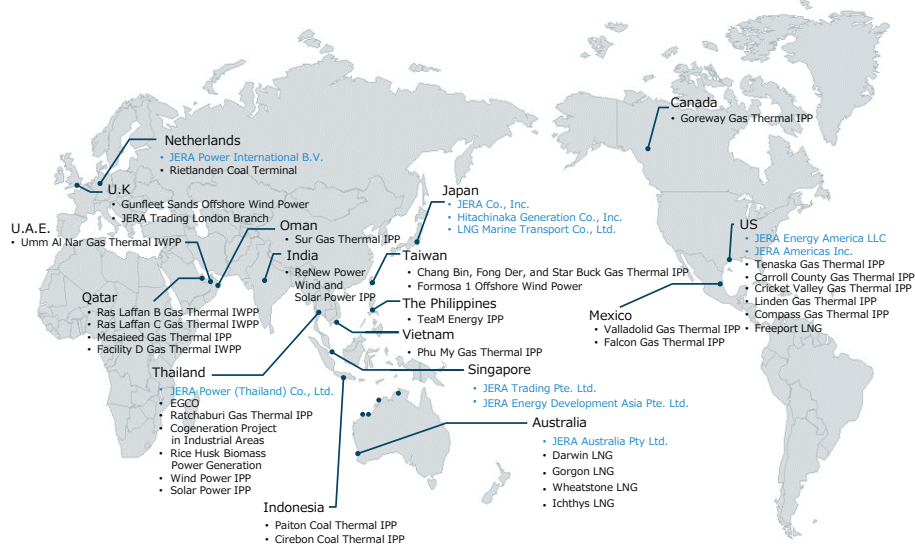 Canada
• Goreway Gas Thermal IPP
Netherlands
• JERA Power International B.V.
• Rietlanden Coal Terminal
U.K
• Gunfleet Sands Offshore Wind Power
• JERA Trading London Branch
Japan
• JERA Co., Inc.
• Hitachinaka Generation Co., Inc.
• LNG Marine Transport Co., Ltd.
U.A.E.
• Umm Al Nar Gas Thermal IWPP
Oman
• Sur Gas Thermal IPP
India
• ReNew Power
Wind and
Solar Power IPP
Taiwan
• Chang Bin, Fong Der, and Star Buck Gas Thermal IPP
• Formosa 1 Offshore Wind Power
US
• JERA Energy America LLC
• JERA Americas Inc.
• Tenaska Gas Thermal IPP
• Carroll County Gas Thermal IPP
• Cricket Valley Gas Thermal IPP
• Linden Gas Thermal IPP
• Compass Gas Thermal IPP
• Freeport LNG
Qatar
• Ras Laffan B Gas Thermal IWPP
• Ras Laffan C Gas Thermal IWPP
• Mesaieed Gas Thermal IPP
• Facility D Gas Thermal IWPP
The Philippines
• TeaM Energy IPP
Mexico
• Valladolid Gas Thermal IPP
• Falcon Gas Thermal IPP
Vietnam
• Phu My Gas Thermal IPP
Thailand
• JERA Power (Thailand) Co., Ltd.
• EGCO
• Ratchaburi Gas Thermal IPP
• Cogeneration Project
in Industrial Areas
• Rice Husk Biomass
Power Generation
• Wind Power IPP
• Solar Power IPP
Singapore
• JERA Trading Pte. Ltd.
• JERA Energy Development Asia Pte. Ltd.
Australia
• JERA Australia Pty Ltd.
• Darwin LNG
• Gorgon LNG
• Wheatstone LNG
• Ichthys LNG
Indonesia
• Paiton Coal Thermal IPP
• Cirebon Coal Thermal IPP